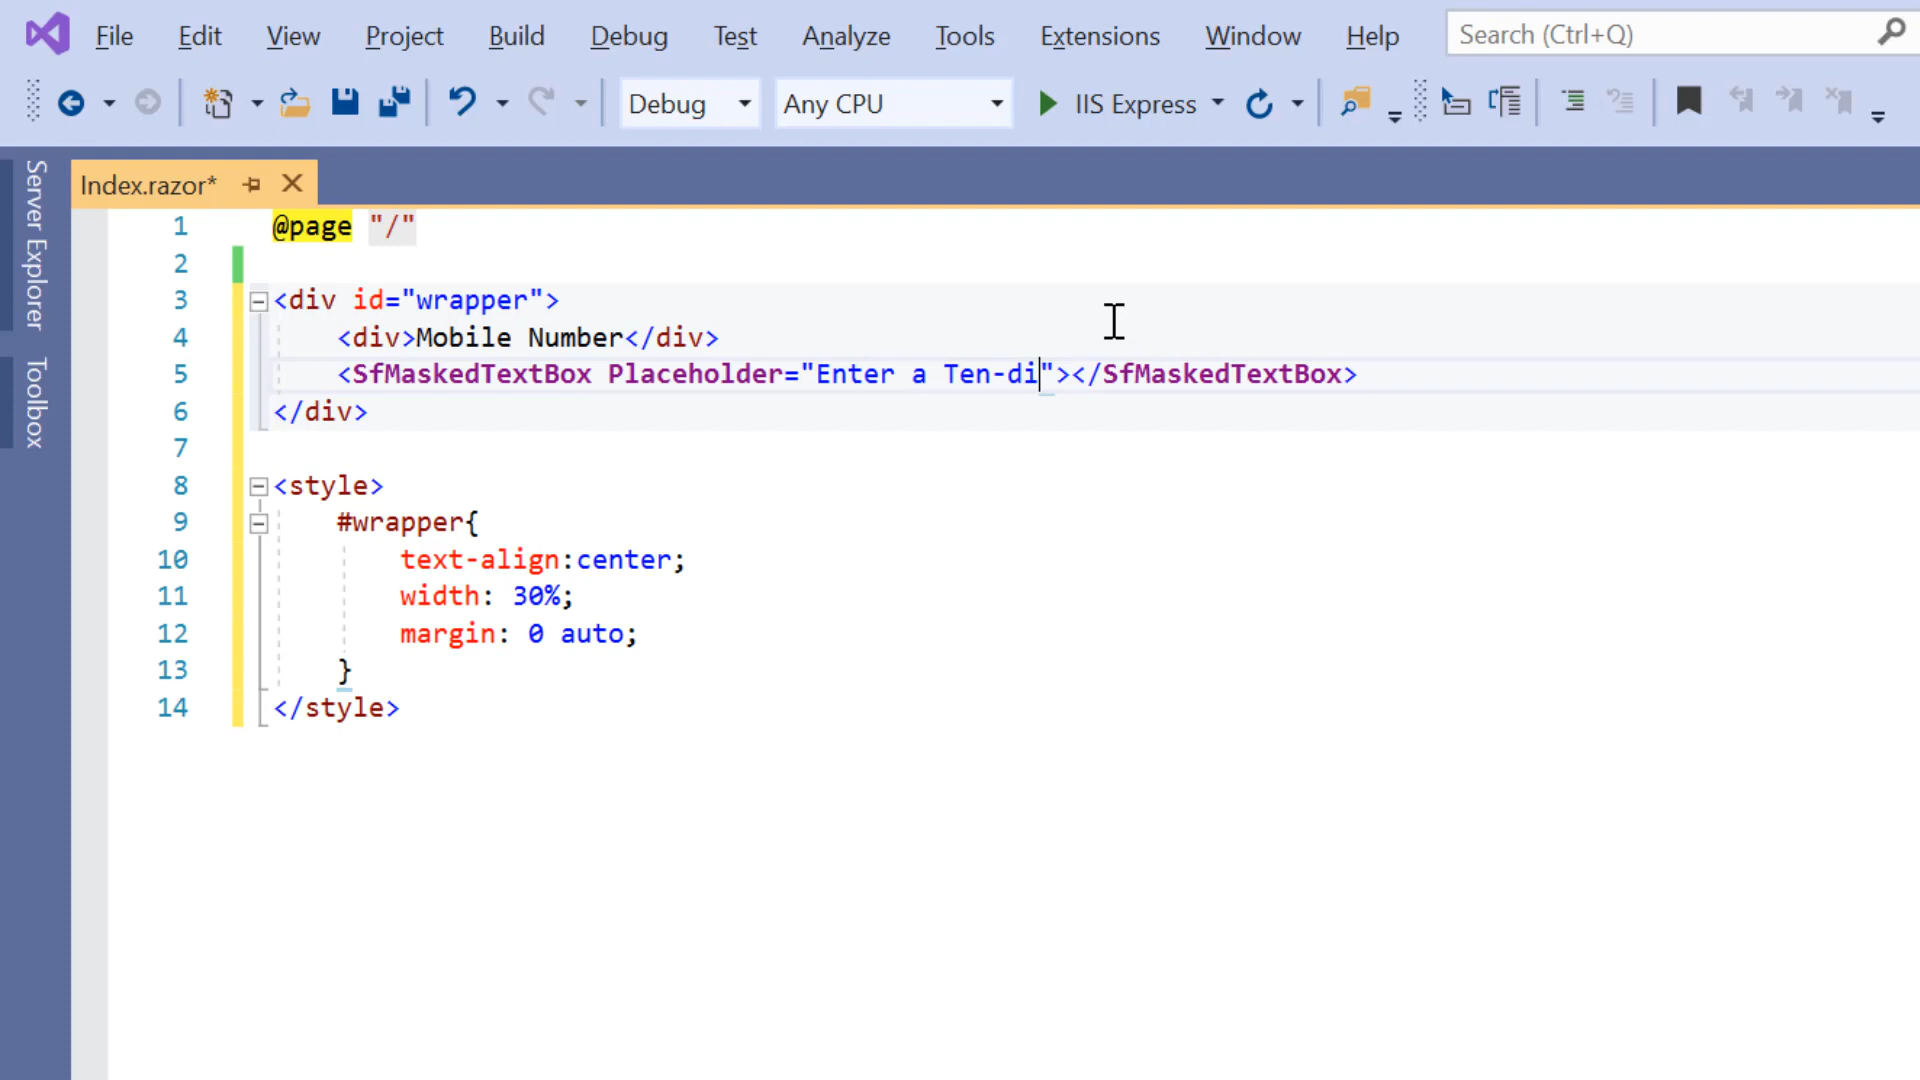 File Edit View Project Build Debug Test Analyze Tools Extensions Window Help Search (Ctrl+Q)
Debug Any CPU IIS Express
Server Explorer
Toolbox
Index.razor*
1 @page "/"
2
3 <div id="wrapper">
4 <div>Mobile Number</div>
5 <SfMaskedTextBox Placeholder="Enter a Ten-di"></SfMaskedTextBox>
6 </div>
7
8 <style>
9 #wrapper{
10 text-align:center;
11 width: 30%;
12 margin: 0 auto;
13 }
14 </style>